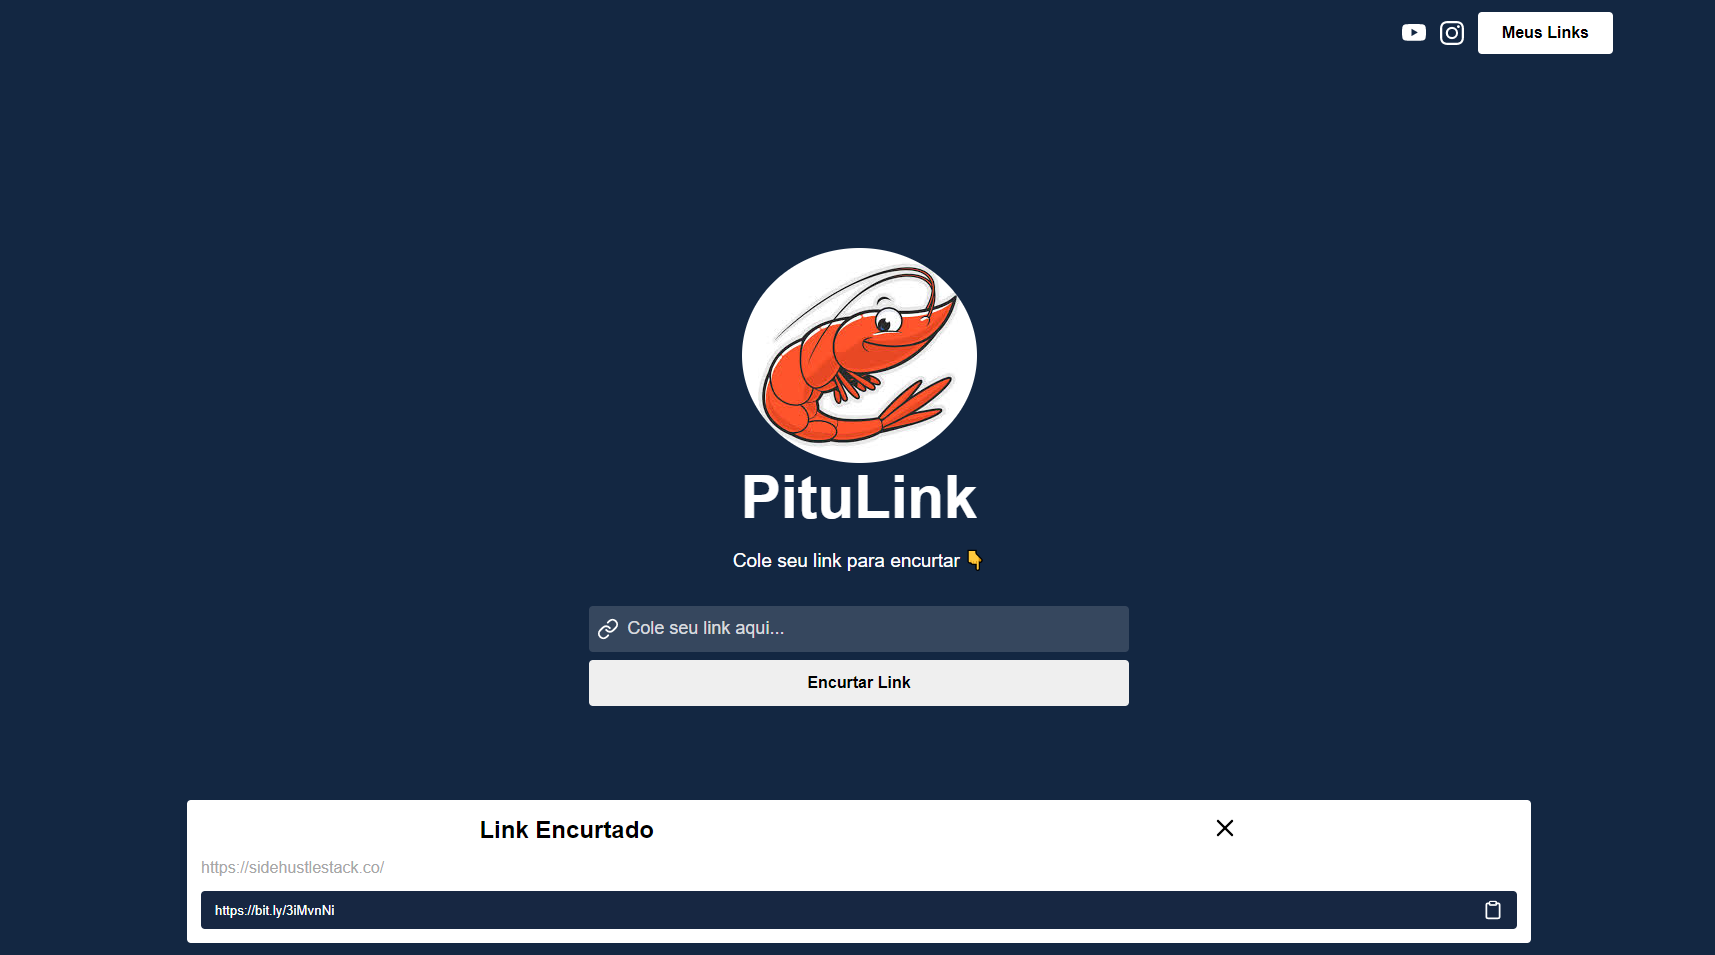 Meus Links
PituLink
Cole seu link para encurtar 👇
Cole seu link aqui...
Encurtar Link
Link Encurtado
https://sidehustlestack.co/
https://bit.ly/3iMvnNi